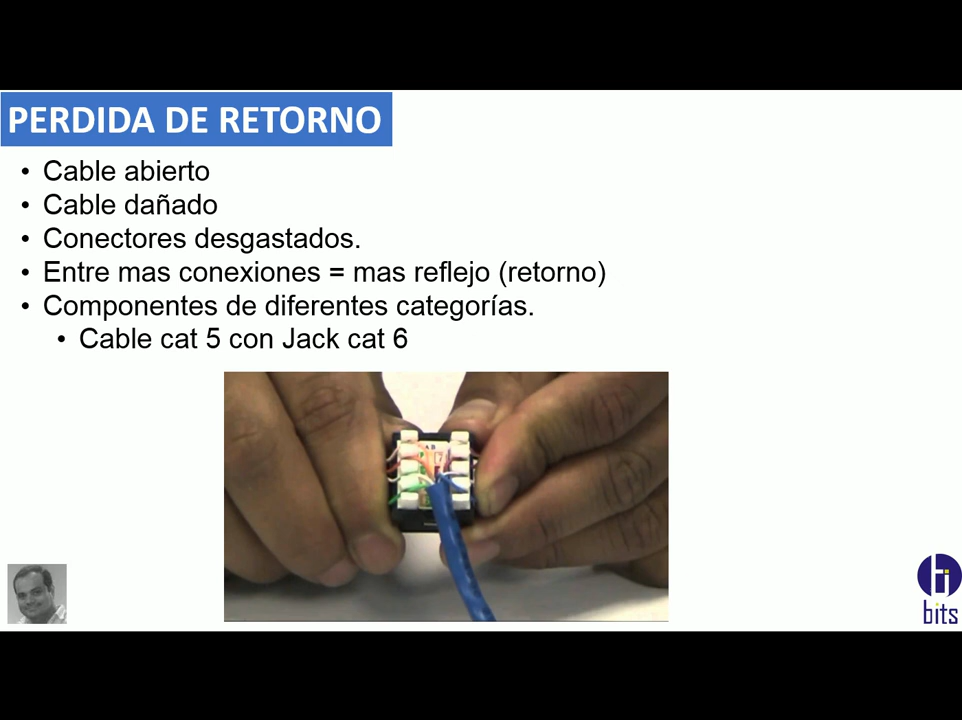 PERDIDA DE RETORNO
• Cable abierto
• Cable dañado
• Conectores desgastados.
• Entre mas conexiones = mas reflejo (retorno)
• Componentes de diferentes categorías.
• Cable cat 5 con Jack cat 6
A B
bits